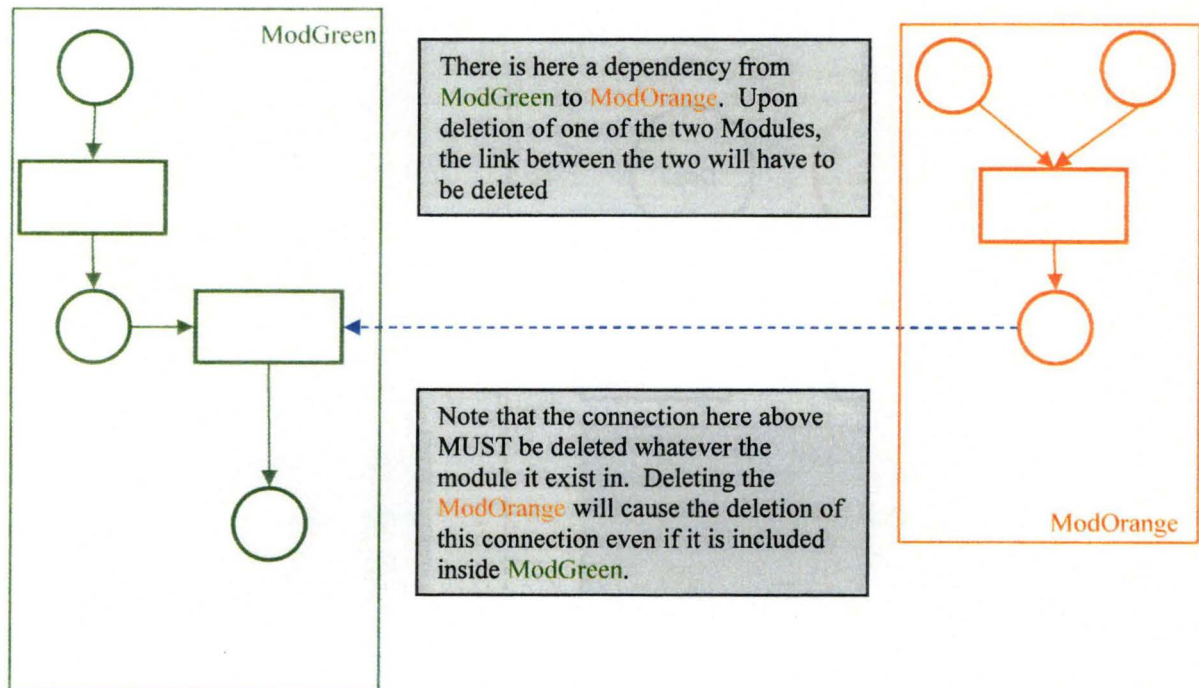 ModGreen
There is here a dependency from
ModGreen to ModOrange. Upon
deletion of one of the two Modules,
the link between the two will have to
be deleted
Note that the connection here above
MUST be deleted whatever the
module it exist in. Deleting the
ModOrange will cause the deletion of
this connection even if it is included
inside ModGreen.
ModOrange